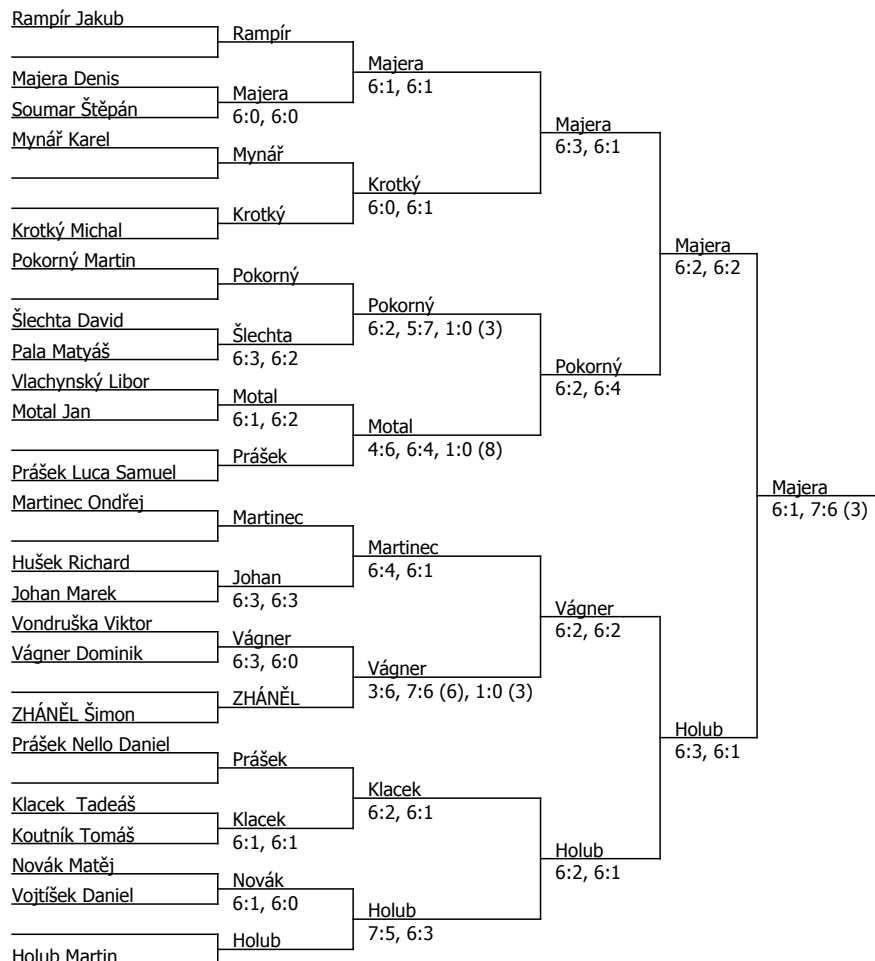 Rampír Jakub
Majera Denis
Soumar Štěpán
Mynář Karel
Krotký Michal
Pokorný Martin
Šlechta David
Pala Matyáš
Vlachynský Libor
Motal Jan
Prášek Luca Samuel
Martinec Ondřej
Hušek Richard
Johan Marek
Vondruška Viktor
Vágner Dominik
ZHÁNĚL Šimon
Prášek Nello Daniel
Klacek  Tadeáš
Koutník Tomáš
Novák Matěj
Vojtíšek Daniel
Holub Martin
Rampír
Majera
6:0, 6:0
Mynář
Krotký
Pokorný
Šlechta
6:3, 6:2
Motal
6:1, 6:2
Prášek
Martinec
Johan
6:3, 6:3
Vágner
6:3, 6:0
ZHÁNĚL
Prášek
Klacek
6:1, 6:1
Novák
6:1, 6:0
Holub
Majera
6:1, 6:1
Krotký
6:0, 6:1
Pokorný
6:2, 5:7, 1:0 (3)
Motal
4:6, 6:4, 1:0 (8)
Martinec
6:4, 6:1
Vágner
3:6, 7:6 (6), 1:0 (3)
Klacek
6:2, 6:1
Holub
7:5, 6:3
Majera
6:3, 6:1
Pokorný
6:2, 6:4
Vágner
6:2, 6:2
Holub
6:2, 6:1
Majera
6:2, 6:2
Holub
6:3, 6:1
Majera
6:1, 7:6 (3)